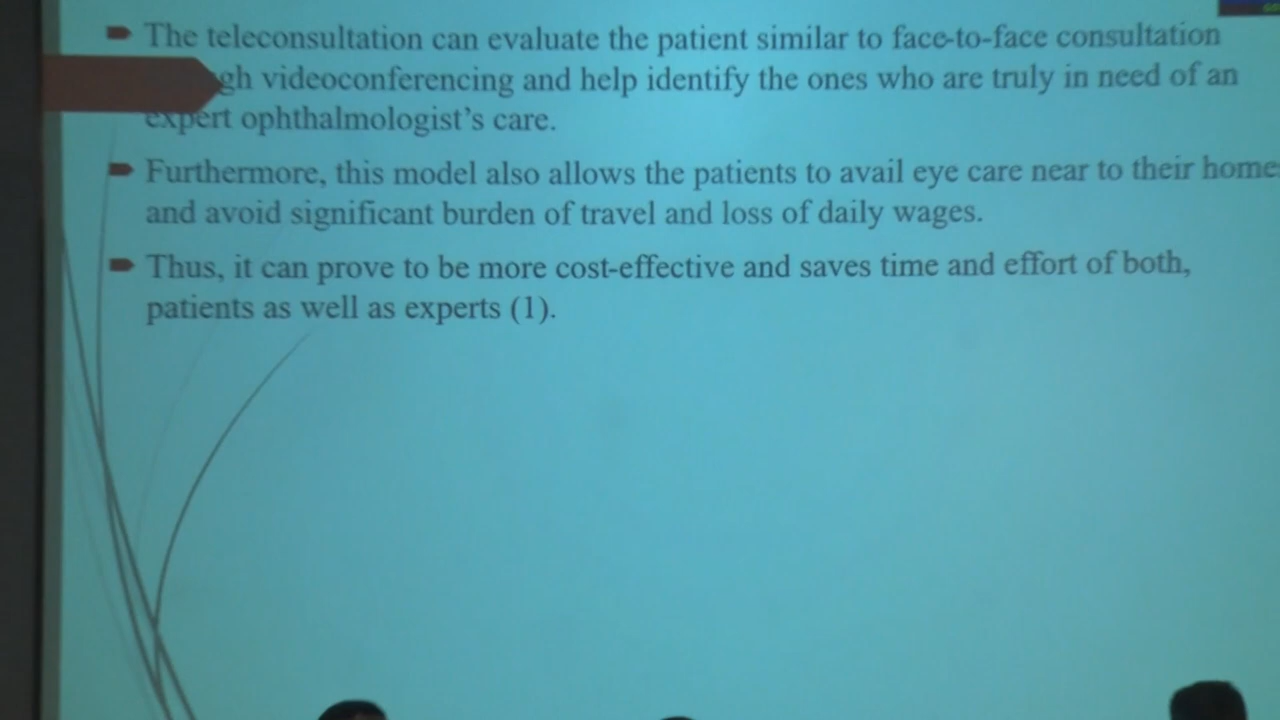 The teleconsultation can evaluate the patient similar to face-to-face consultation
gh videoconferencing and help identify the ones who are truly in need of an
expert ophthalmologist's care.
Furthermore, this model also allows the patients to avail eye care near to their home
and avoid significant burden of travel and loss of daily wages.
Thus, it can prove to be more cost-effective and saves time and effort of both,
patients as well as experts (1).